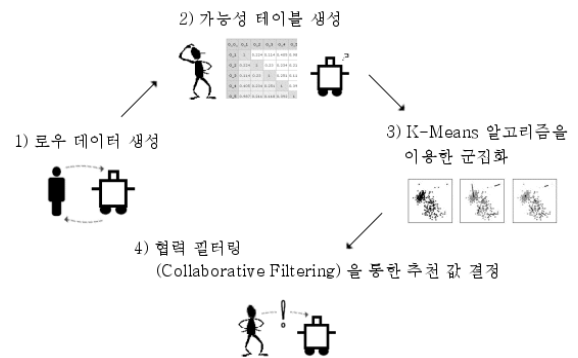 2) 가능성 테이블 생성
1) 로우 데이터 생성
3) K-Means 알고리즘을
이용한 군집화
4) 협력 필터링
(Collaborative Filtering) 을 통한 추천 값 결정
!